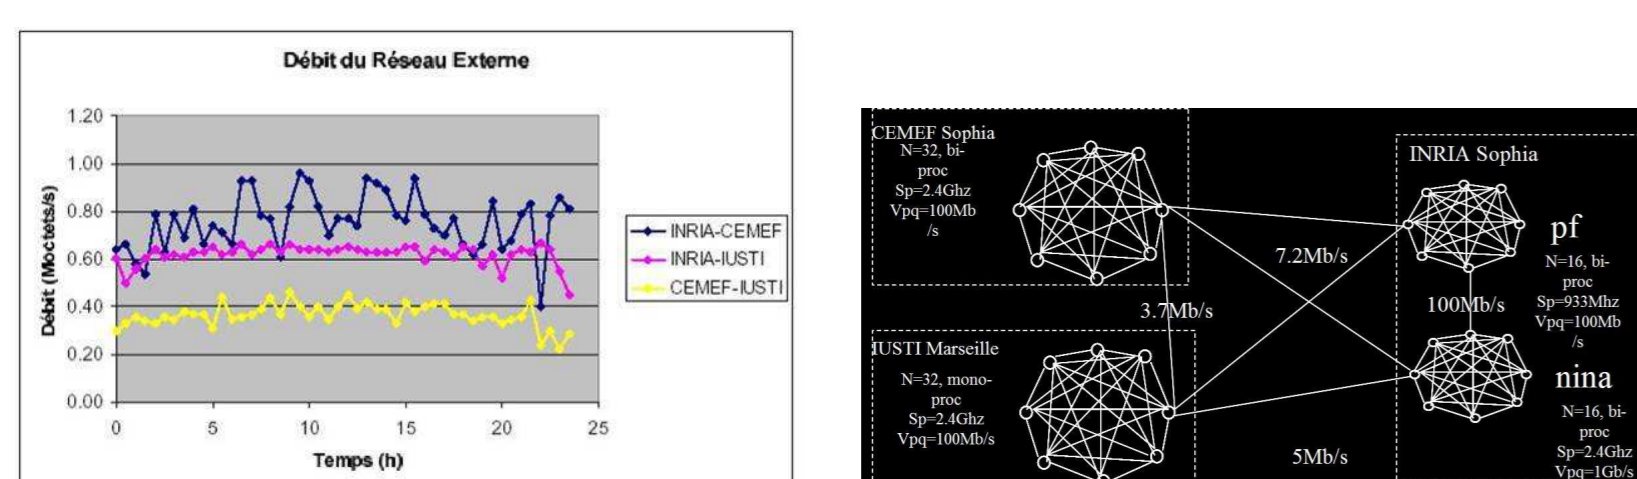 Débit du Réseau Externe
1.20
1.00
0.80
0.60
0.40
0.20
0.00
Débit (Moctets/s)
0 5 10 15 20 25
Temps (h)
INRIA-CEMEF
INRIA-IUSTI
CEMEF-IUSTI
CEMEF Sophia
N=32, bi-
proc
Sp=2.4Ghz
Vpq=100Mb
/s
3.7Mb/s
IUSTI Marseille
N=32, mono-
proc
Sp=2.4Ghz
Vpq=100Mb/s
7.2Mb/s
5Mb/s
INRIA Sophia
pf
N=16, bi-
proc
Sp=933Mhz
Vpq=100Mb
/s
100Mb/s
nina
N=16, bi-
proc
Sp=2.4Ghz
Vpq=1Gb/s